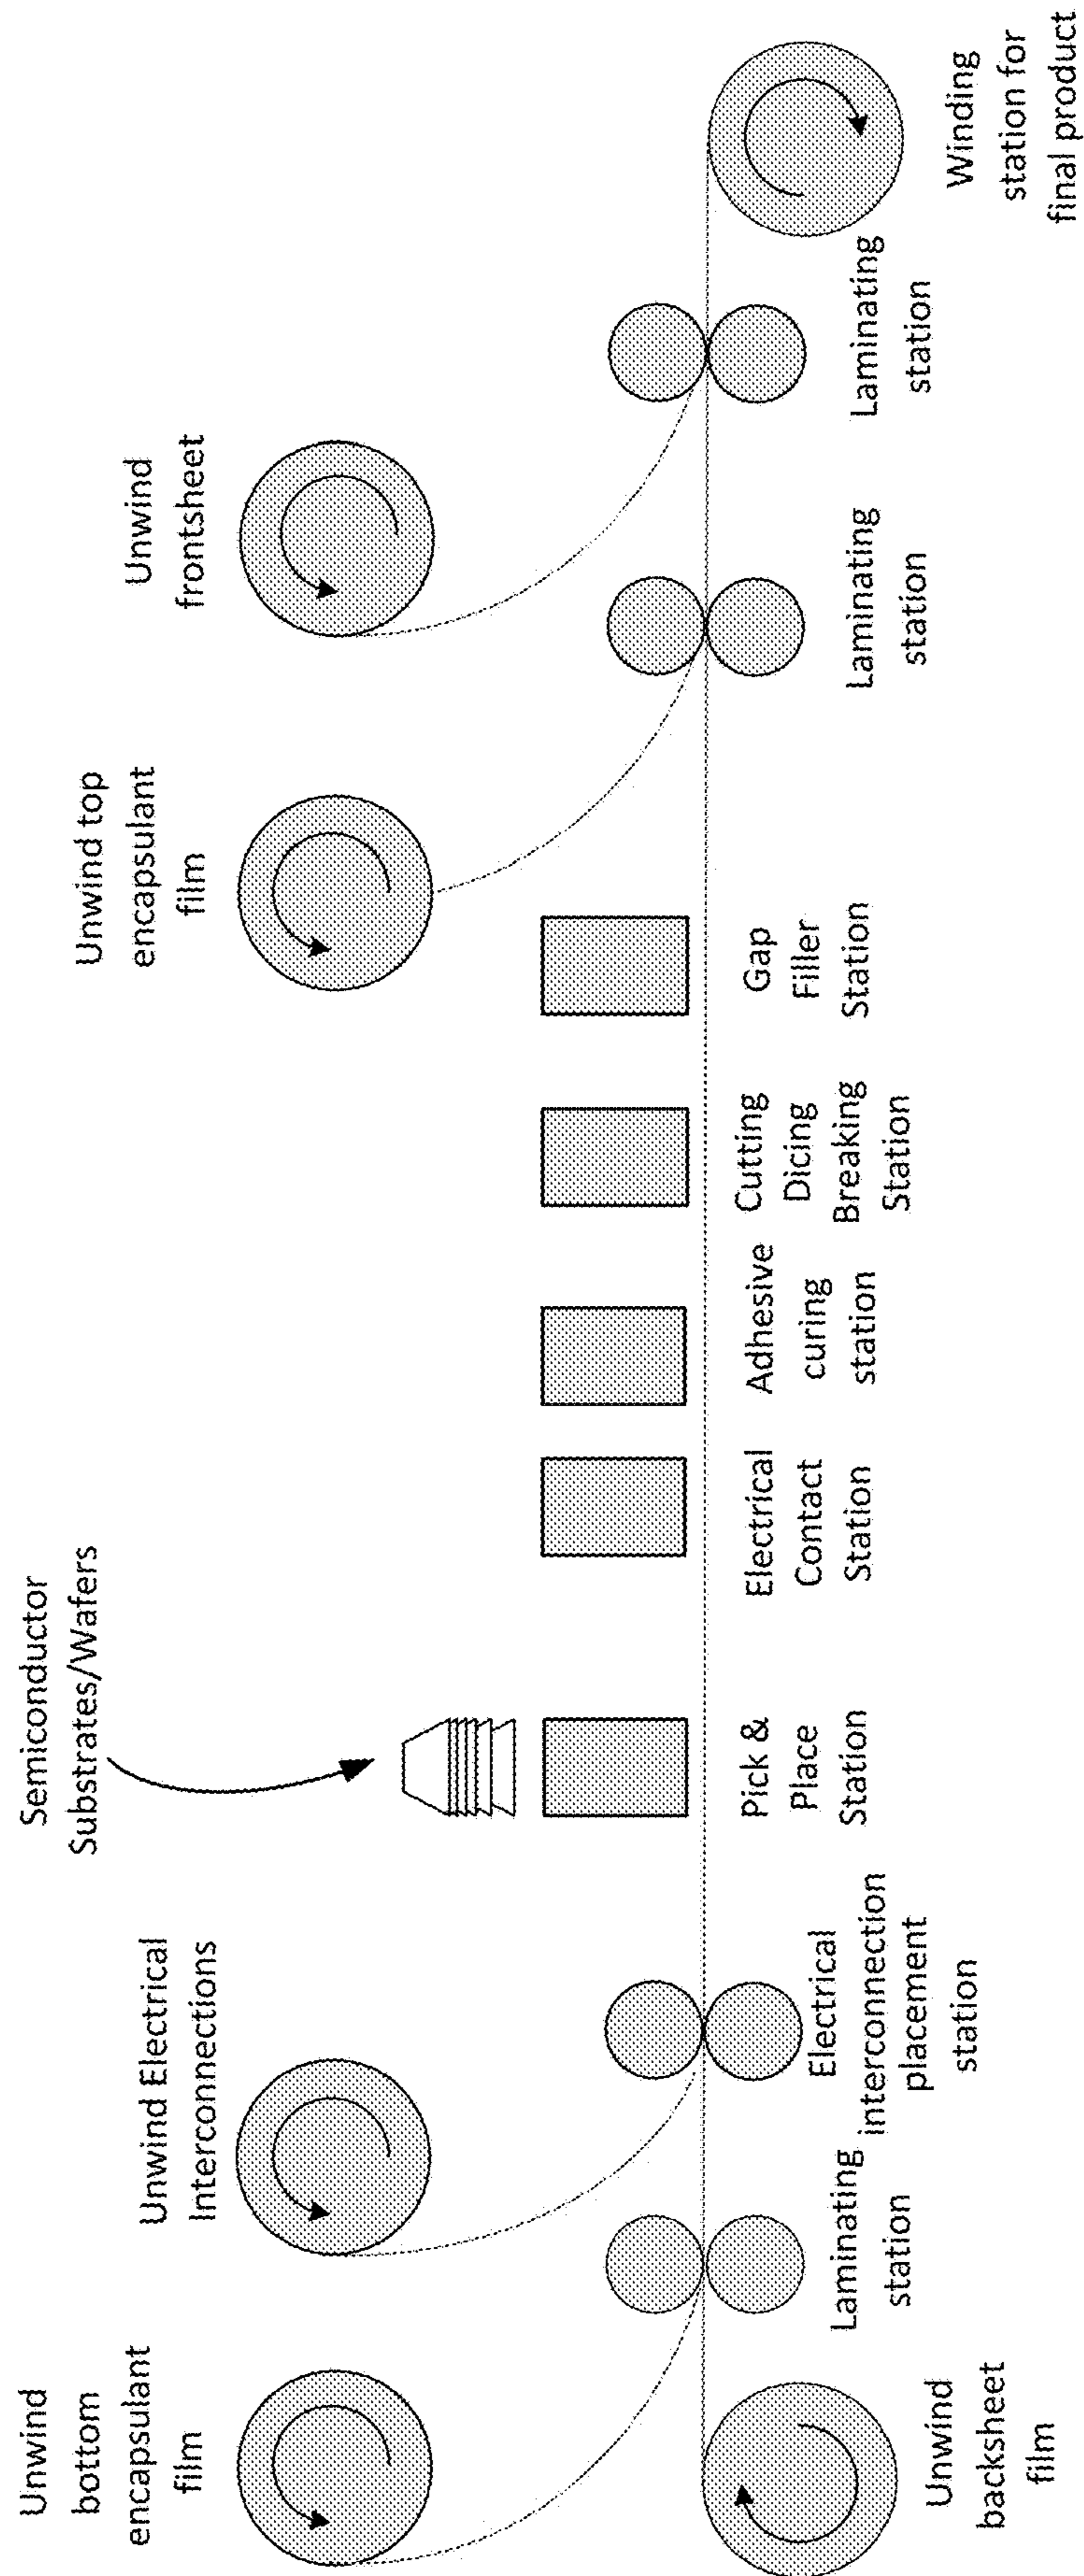 Unwind
bottom
encapsulant
film
Unwind Electrical
Interconnections
Semiconductor
Substrates/Wafers
Unwind top
encapsulant
film
Unwind
frontsheet
Unwind
backsheet
film
Laminating
station
Electrical
interconnection
placement
station
Pick &
Place
Station
Electrical
Contact
Station
Adhesive
curing
station
Cutting
Dicing
Breaking
Station
Gap
Filler
Station
Laminating
station
Laminating
station
Winding
station for
final product